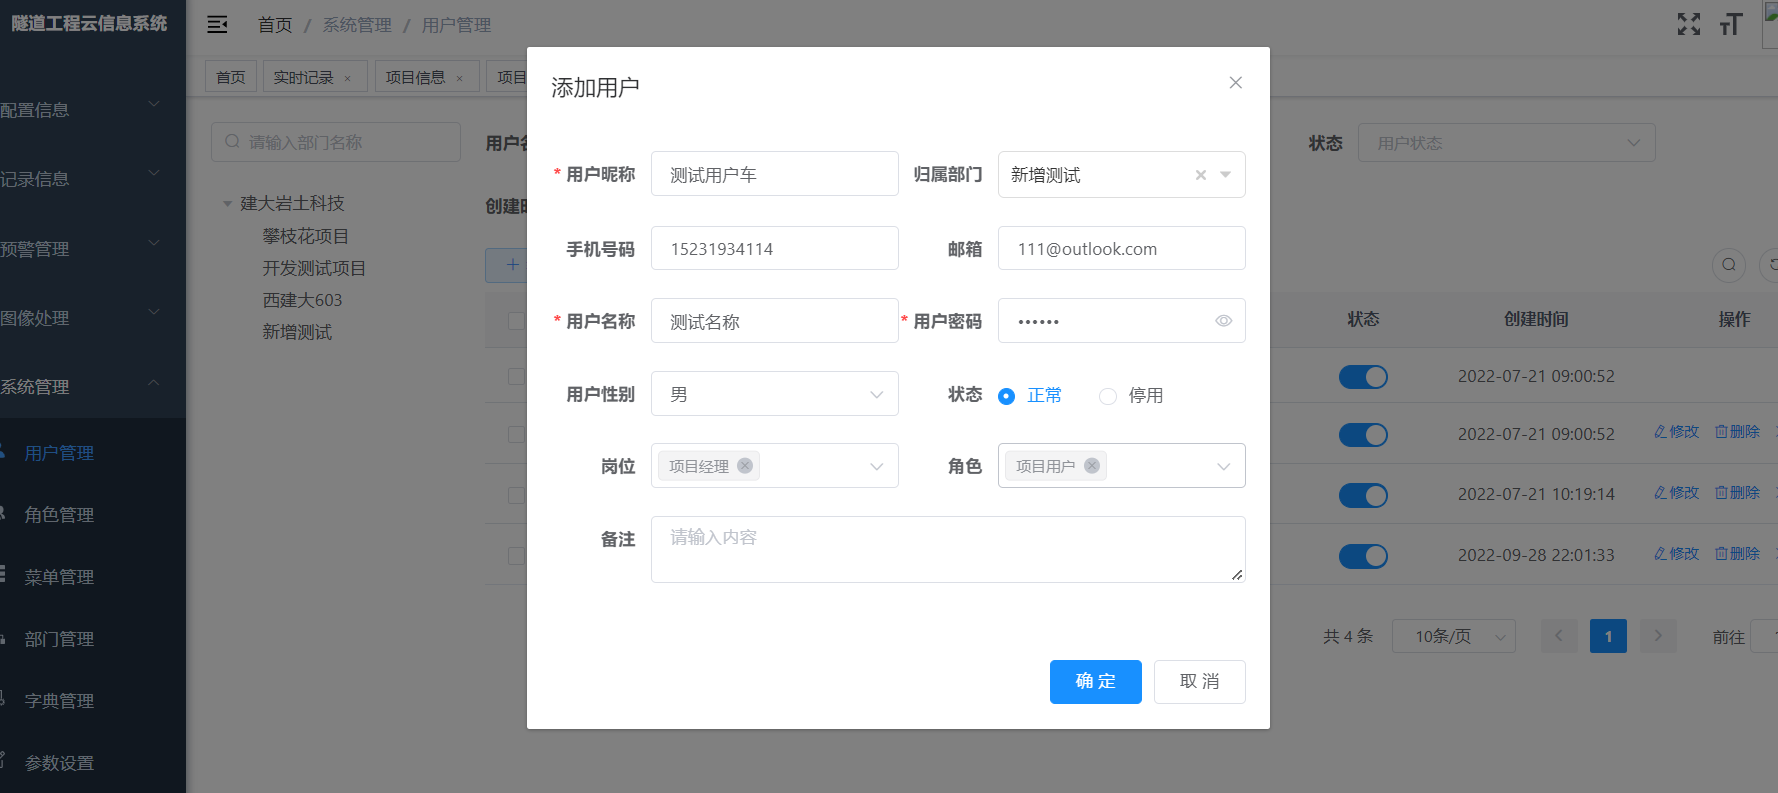 隧道工程云信息系统
首页 / 系统管理 / 用户管理
首页 实时记录 × 项目信息 × 项目
配置信息
记录信息
预警管理
图像处理
系统管理
用户管理
角色管理
菜单管理
部门管理
字典管理
参数设置
请输入部门名称
建大岩土科技
攀枝花项目
开发测试项目
西建大603
新增测试
用户名
状态 用户状态
创建时
添加用户
* 用户昵称 测试用户车 归属部门 新增测试
手机号码 15231934114 邮箱 111@outlook.com
* 用户名称 测试名称 * 用户密码 ••••••
用户性别 男 状态 正常 停用
岗位 项目经理 角色 项目用户
备注 请输入内容
确 定 取 消
状态 创建时间 操作
2022-07-21 09:00:52
2022-07-21 09:00:52 修改 删除
2022-07-21 10:19:14 修改 删除
2022-09-28 22:01:33 修改 删除
共 4 条 10条/页 1 前往